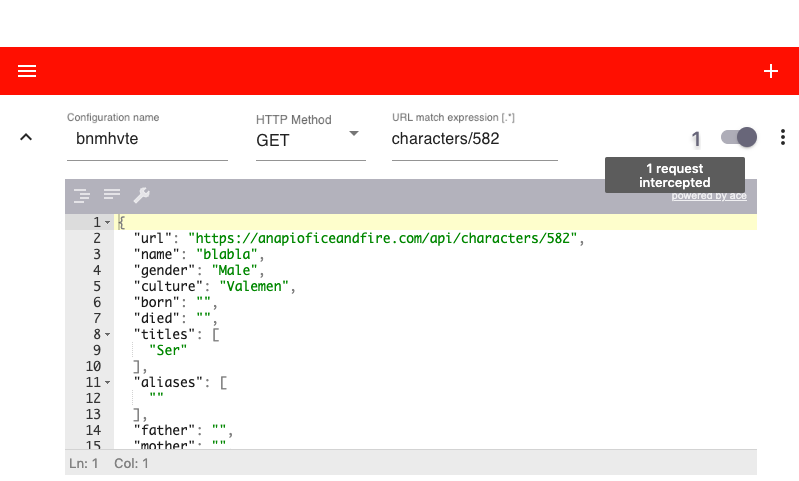 Configuration name
HTTP Method
URL match expression [.*]
bnmhvte
GET
characters/582
1
1 request
intercepted
powered by ace
1 {
2 "url": "https://anapioficeandfire.com/api/characters/582",
3 "name": "blabla",
4 "gender": "Male",
5 "culture": "Valemen",
6 "born": "",
7 "died": "",
8 "titles": [
9 "Ser"
10 ],
11 "aliases": [
12 ""
13 ],
14 "father": "",
15 "mother": ""
Ln: 1 Col: 1